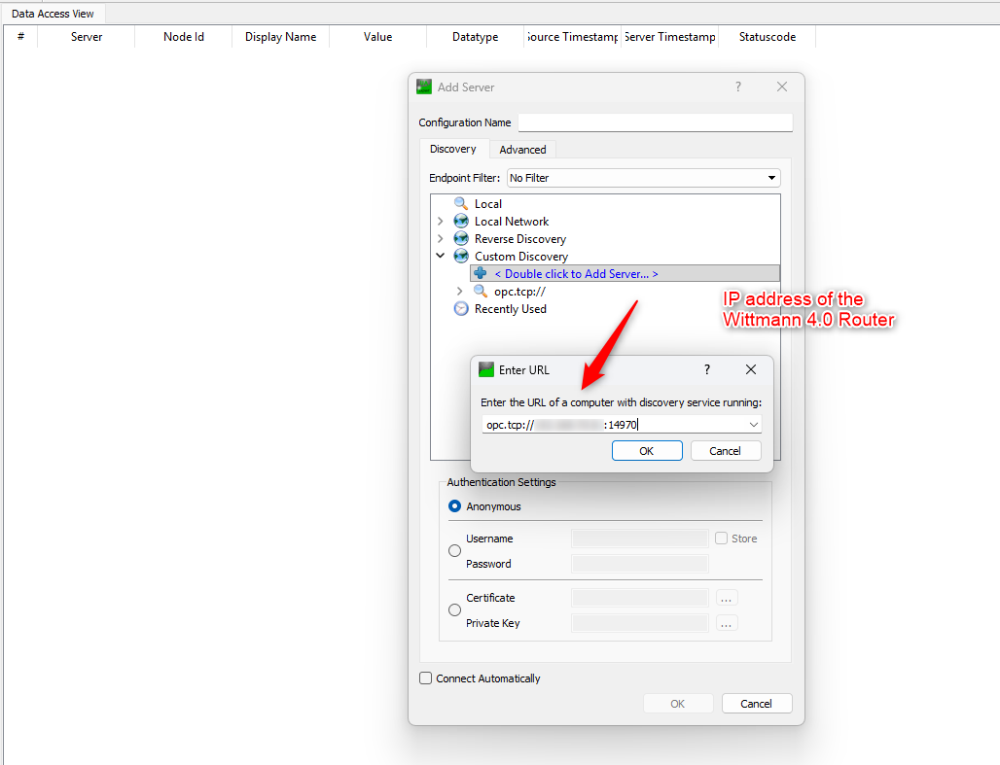 Data Access View
# Server Node Id Display Name Value Datatype Source Timestamp Server Timestamp Statuscode
Add Server ?
Configuration Name
Discovery Advanced
Endpoint Filter: No Filter
Local
Local Network
Reverse Discovery
Custom Discovery
< Double click to Add Server... >
opc.tcp://
Recently Used
IP address of the
Wittmann 4.0 Router
Enter URL ?
Enter the URL of a computer with discovery service running:
opc.tcp:// :14970
OK Cancel
Authentication Settings
Anonymous
Username Store
Password
Certificate ...
Private Key ...
Connect Automatically
OK Cancel